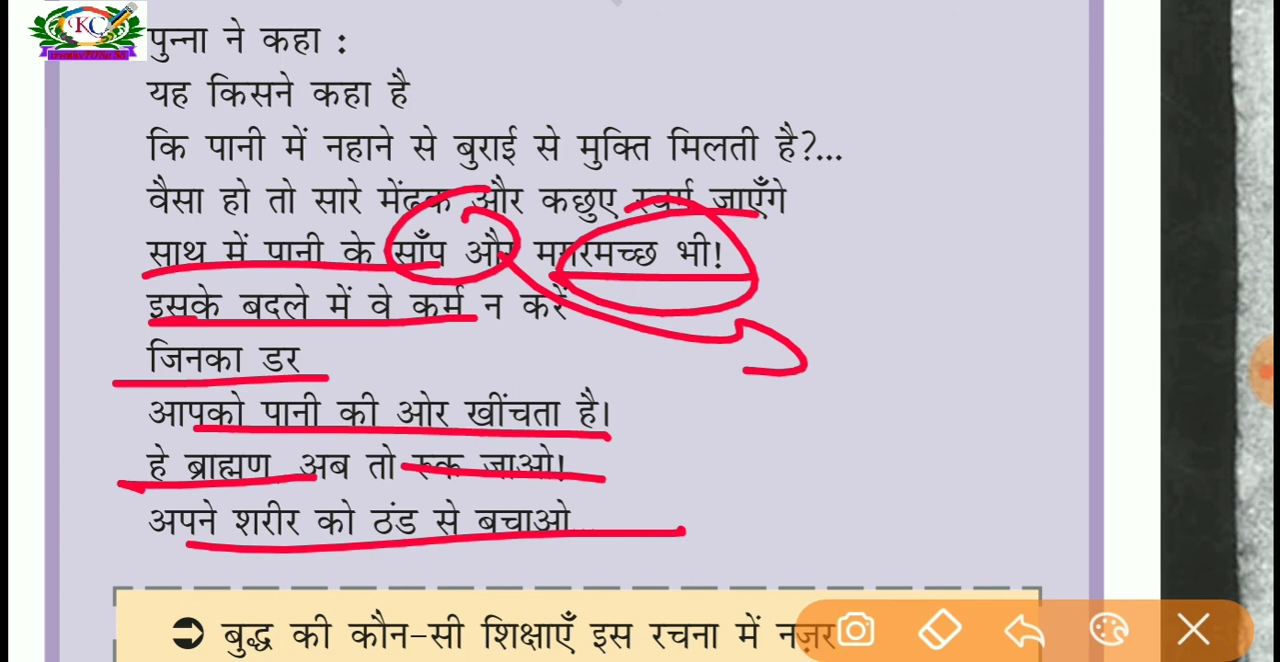 KC
पुन्ना ने कहा :
यह किसने कहा है
कि पानी में नहाने से बुराई से मुक्ति मिलती है?...
वैसा हो तो सारे मेंढक और कछुए स्वर्ग जाएँगे
साथ में पानी के साँप और मगरमच्छ भी!
इसके बदले में वे कर्म न करें
जिनका डर
आपको पानी की ओर खींचता है।
हे ब्राह्मण अब तो रुक जाओ!
अपने शरीर को ठंड से बचाओ...
➲ बुद्ध की कौन-सी शिक्षाएँ इस रचना में नज़र